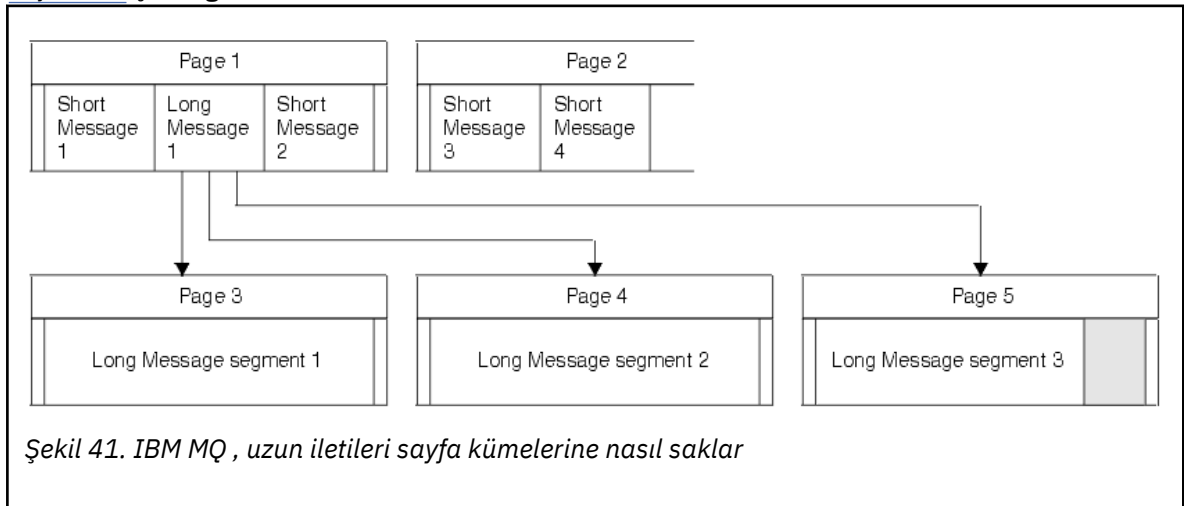 Page 1
Page 2
Short Message 1
Long Message 1
Short Message 2
Short Message 3
Short Message 4
Page 3
Page 4
Page 5
Long Message segment 1
Long Message segment 2
Long Message segment 3
Şekil 41. IBM MQ , uzun iletileri sayfa kümelerine nasıl saklar